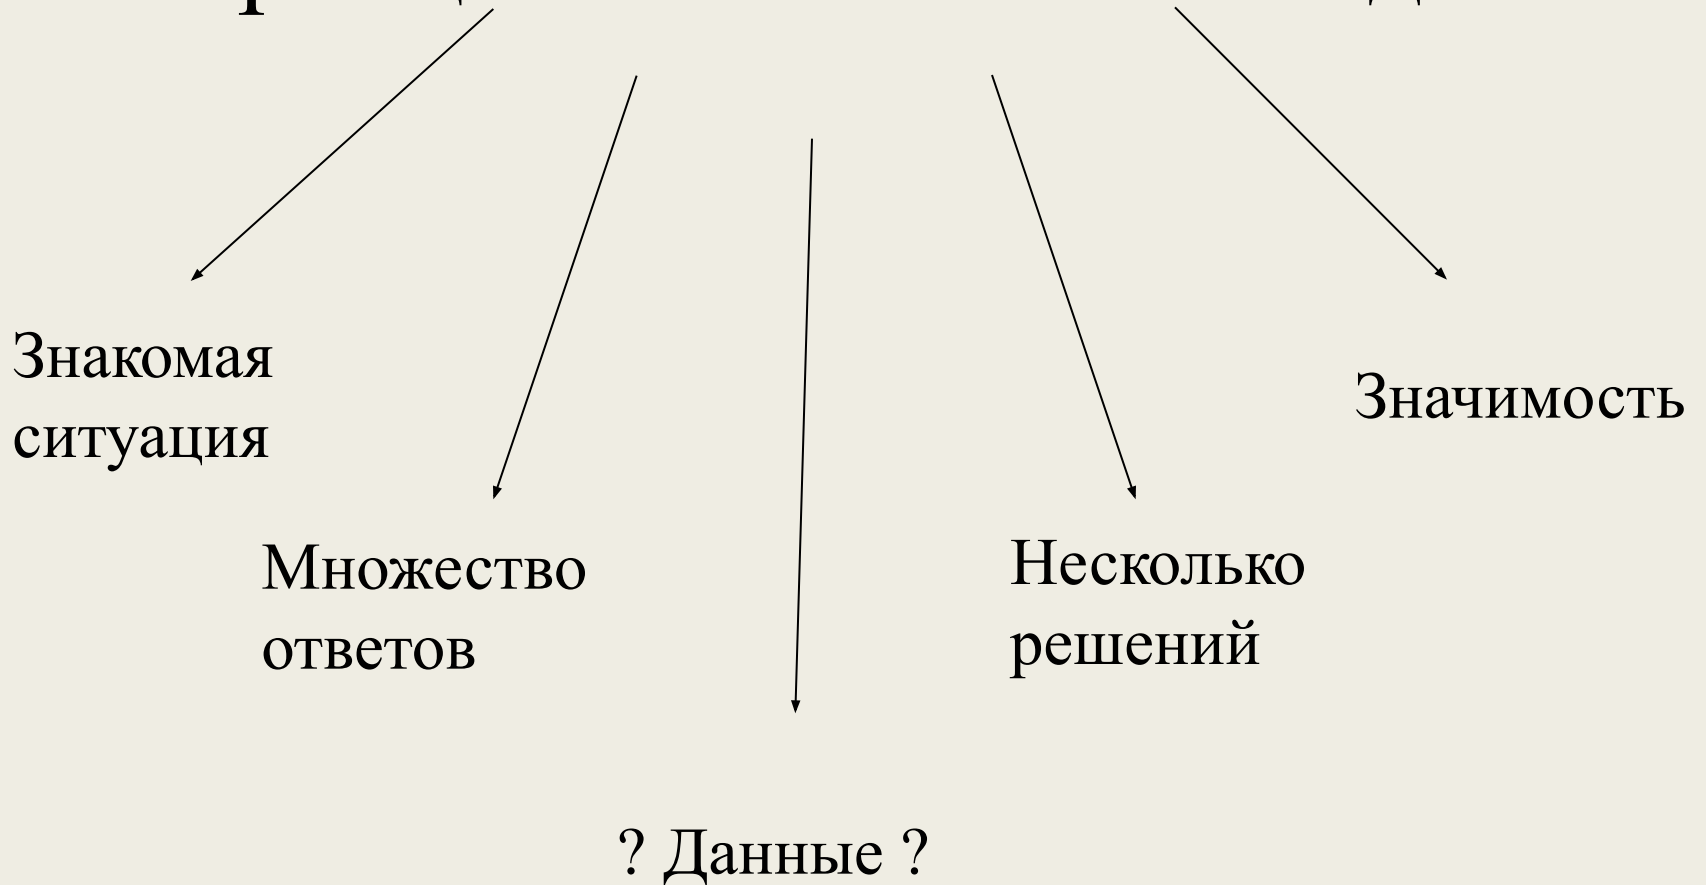 Знакомая
ситуация
Значимость
Множество
ответов
Несколько
решений
? Данные ?